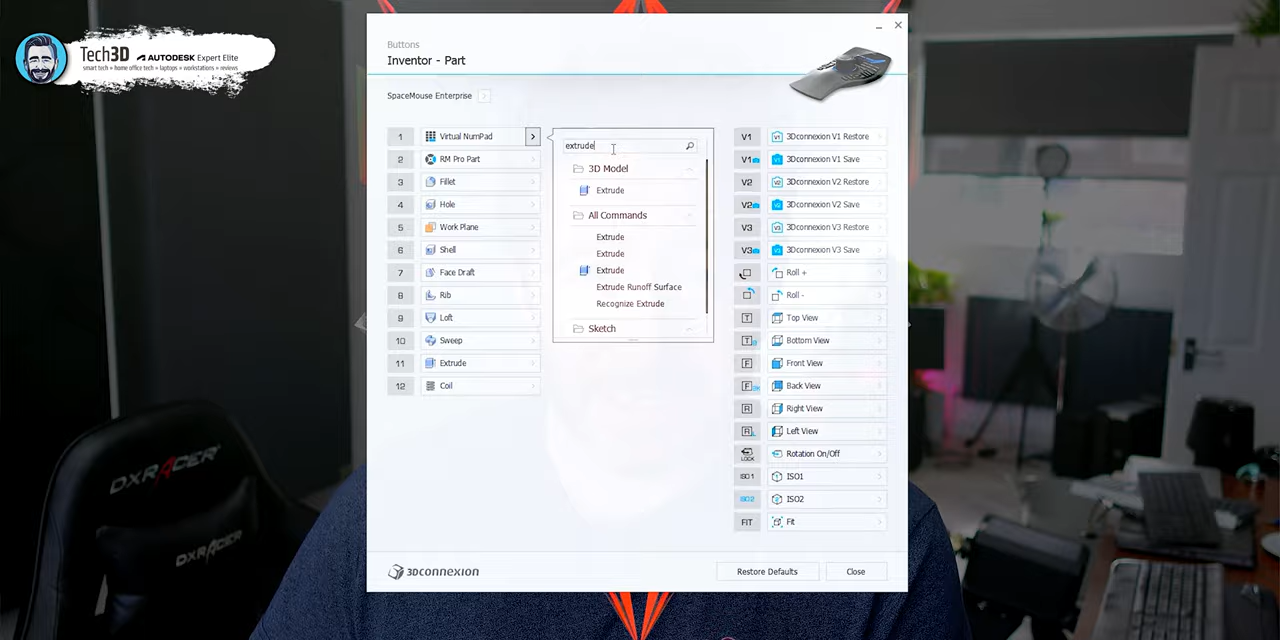 Tech3D AUTODESK Expert Elite
smart tech • home office tech • laptops • workstations • reviews
Buttons
Inventor - Part
SpaceMouse Enterprise
1 Virtual NumPad
2 RM Pro Part
3 Fillet
4 Hole
5 Work Plane
6 Shell
7 Face Draft
8 Rib
9 Loft
10 Sweep
11 Extrude
12 Coil
extrude
3D Model
Extrude
All Commands
Extrude
Extrude
Extrude
Extrude Runoff Surface
Recognize Extrude
Sketch
V1 3Dconnexion V1 Restore
V1 3Dconnexion V1 Save
V2 3Dconnexion V2 Restore
V2 3Dconnexion V2 Save
V3 3Dconnexion V3 Restore
V3 3Dconnexion V3 Save
Roll +
Roll -
T Top View
T Bottom View
F Front View
F Back View
R Right View
R Left View
LOCK Rotation On/Off
ISO1 ISO1
ISO2 ISO2
FIT Fit
3DCONNEXION
Restore Defaults
Close
DXRACER
DXRACER